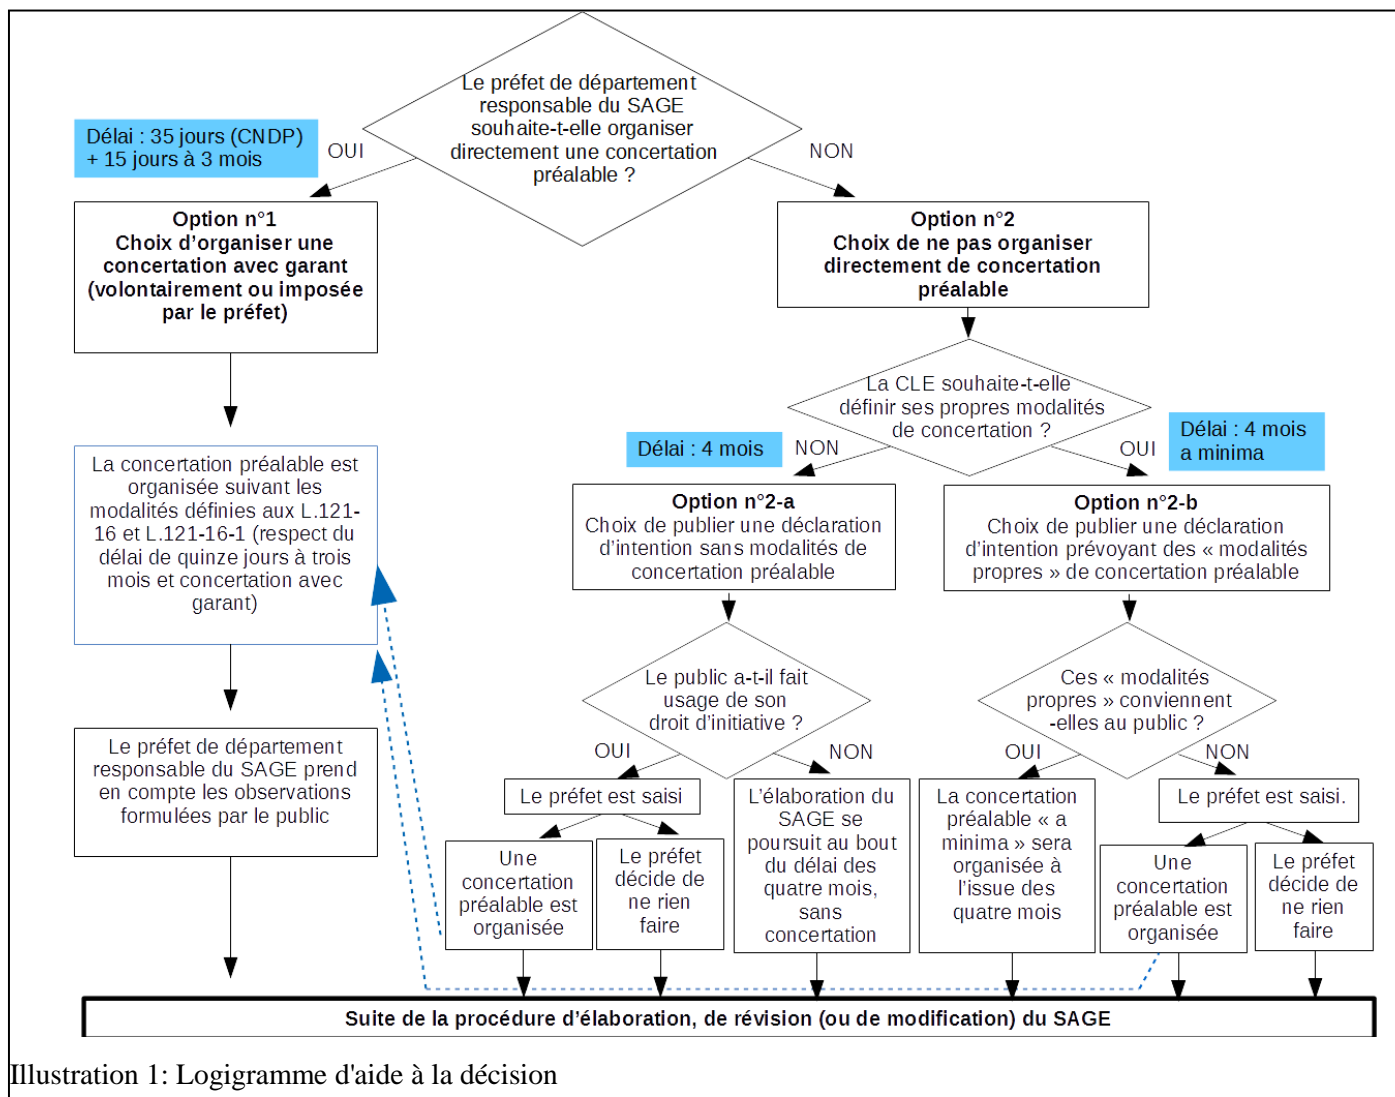 Le préfet de département
responsable du SAGE
souhaite-t-elle organiser
directement une concertation
préalable ?
Délai : 35 jours (CNDP)
+ 15 jours à 3 mois
OUI
NON
Option n°1
Choix d'organiser une
concertation avec garant
(volontairement ou imposée
par le préfet)
Option n°2
Choix de ne pas organiser
directement de concertation
préalable
La CLE souhaite-t-elle
définir ses propres modalités
de concertation ?
Délai : 4 mois
NON
OUI
Délai : 4 mois
a minima
La concertation préalable est
organisée suivant les
modalités définies aux L.121-
16 et L.121-16-1 (respect du
délai de quinze jours à trois
mois et concertation avec
garant)
Option n°2-a
Choix de publier une déclaration
d'intention sans modalités de
concertation préalable
Option n°2-b
Choix de publier une déclaration
d'intention prévoyant des « modalités
propres » de concertation préalable
Le public a-t-il fait
usage de son
droit d'initiative ?
OUI
NON
Ces « modalités
propres » conviennent
-elles au public ?
OUI
NON
Le préfet de département
responsable du SAGE prend
en compte les observations
formulées par le public
Le préfet est saisi
L'élaboration du
SAGE se
poursuit au bout
du délai des
quatre mois,
sans
concertation
La concertation
préalable « a
minima » sera
organisée à
l'issue des
quatre mois
Le préfet est saisi.
Une
concertation
préalable est
organisée
Le préfet
décide de
ne rien
faire
Une
concertation
préalable est
organisée
Le préfet
décide de
ne rien
faire
Suite de la procédure d'élaboration, de révision (ou de modification) du SAGE
Illustration 1: Logigramme d'aide à la décision